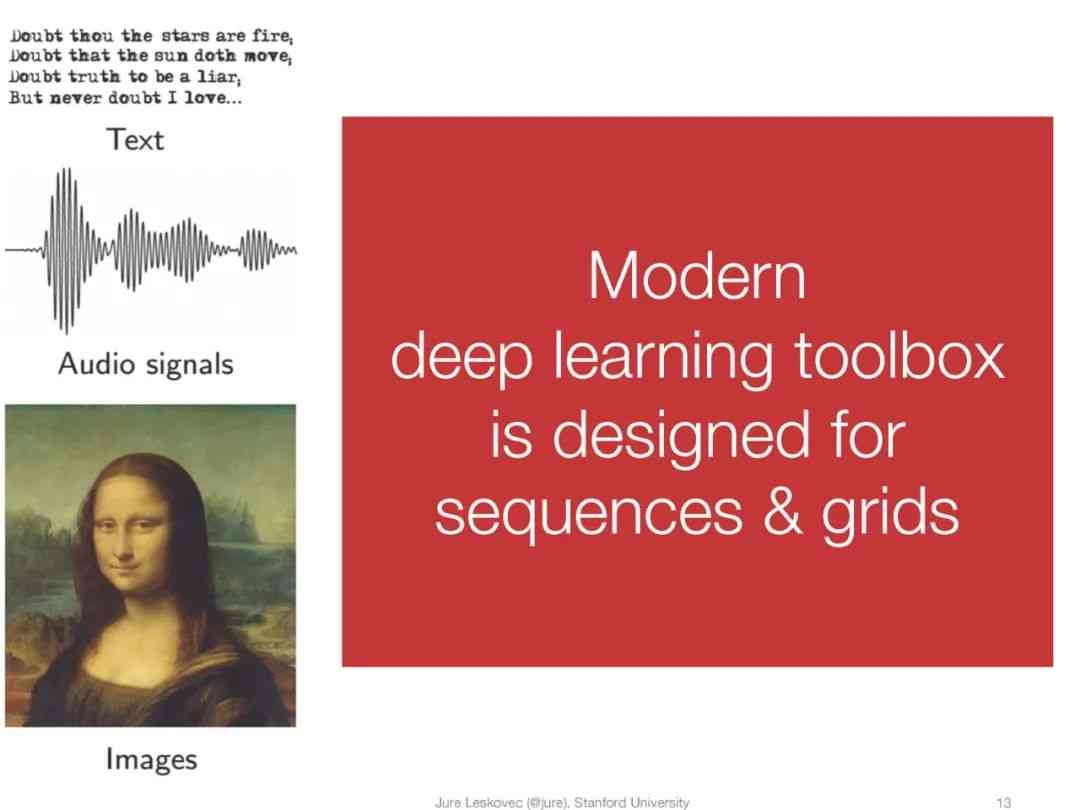 Doubt thou the stars are fire;
Doubt that the sun doth move;
Doubt truth to be a liar;
But never doubt I love...
Text
Audio signals
Images
Modern
deep learning toolbox
is designed for
sequences & grids
Jure Leskovec (@jure), Stanford University
13